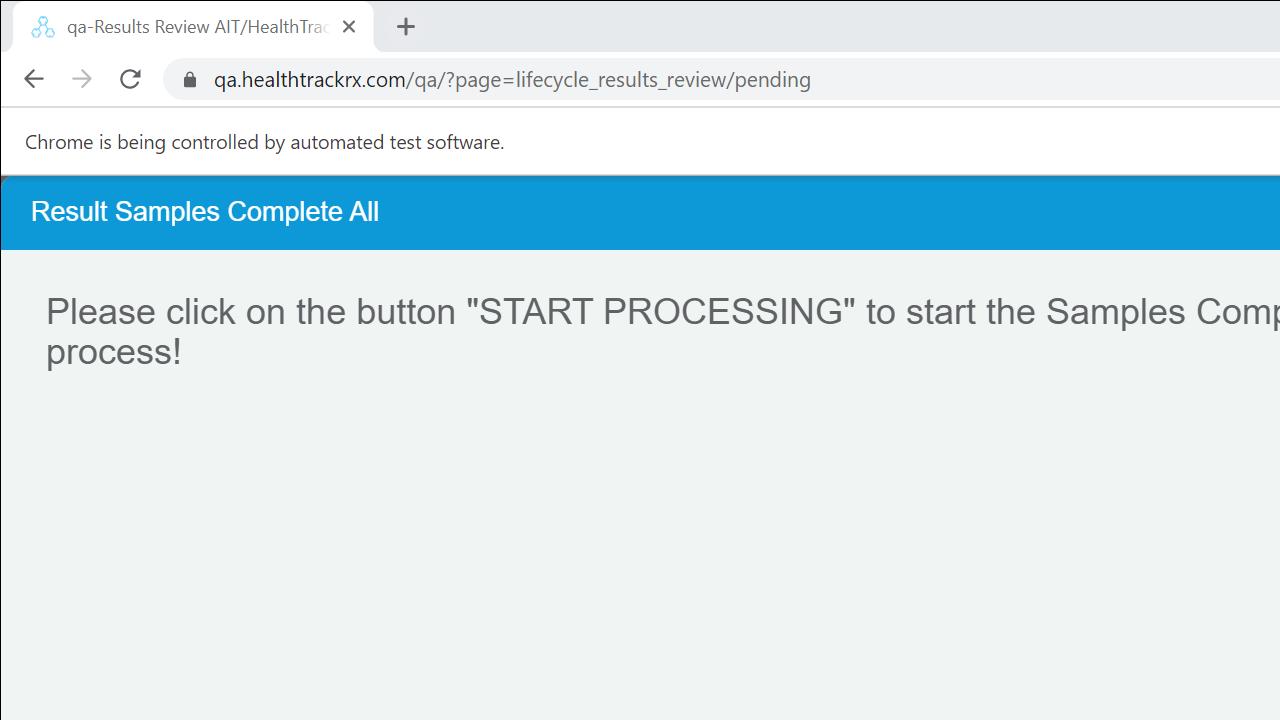 qa-Results Review AIT/HealthTrac
qa.healthtrackrx.com/qa/?page=lifecycle_results_review/pending
Chrome is being controlled by automated test software.
Result Samples Complete All
Please click on the button "START PROCESSING" to start the Samples Comp
process!